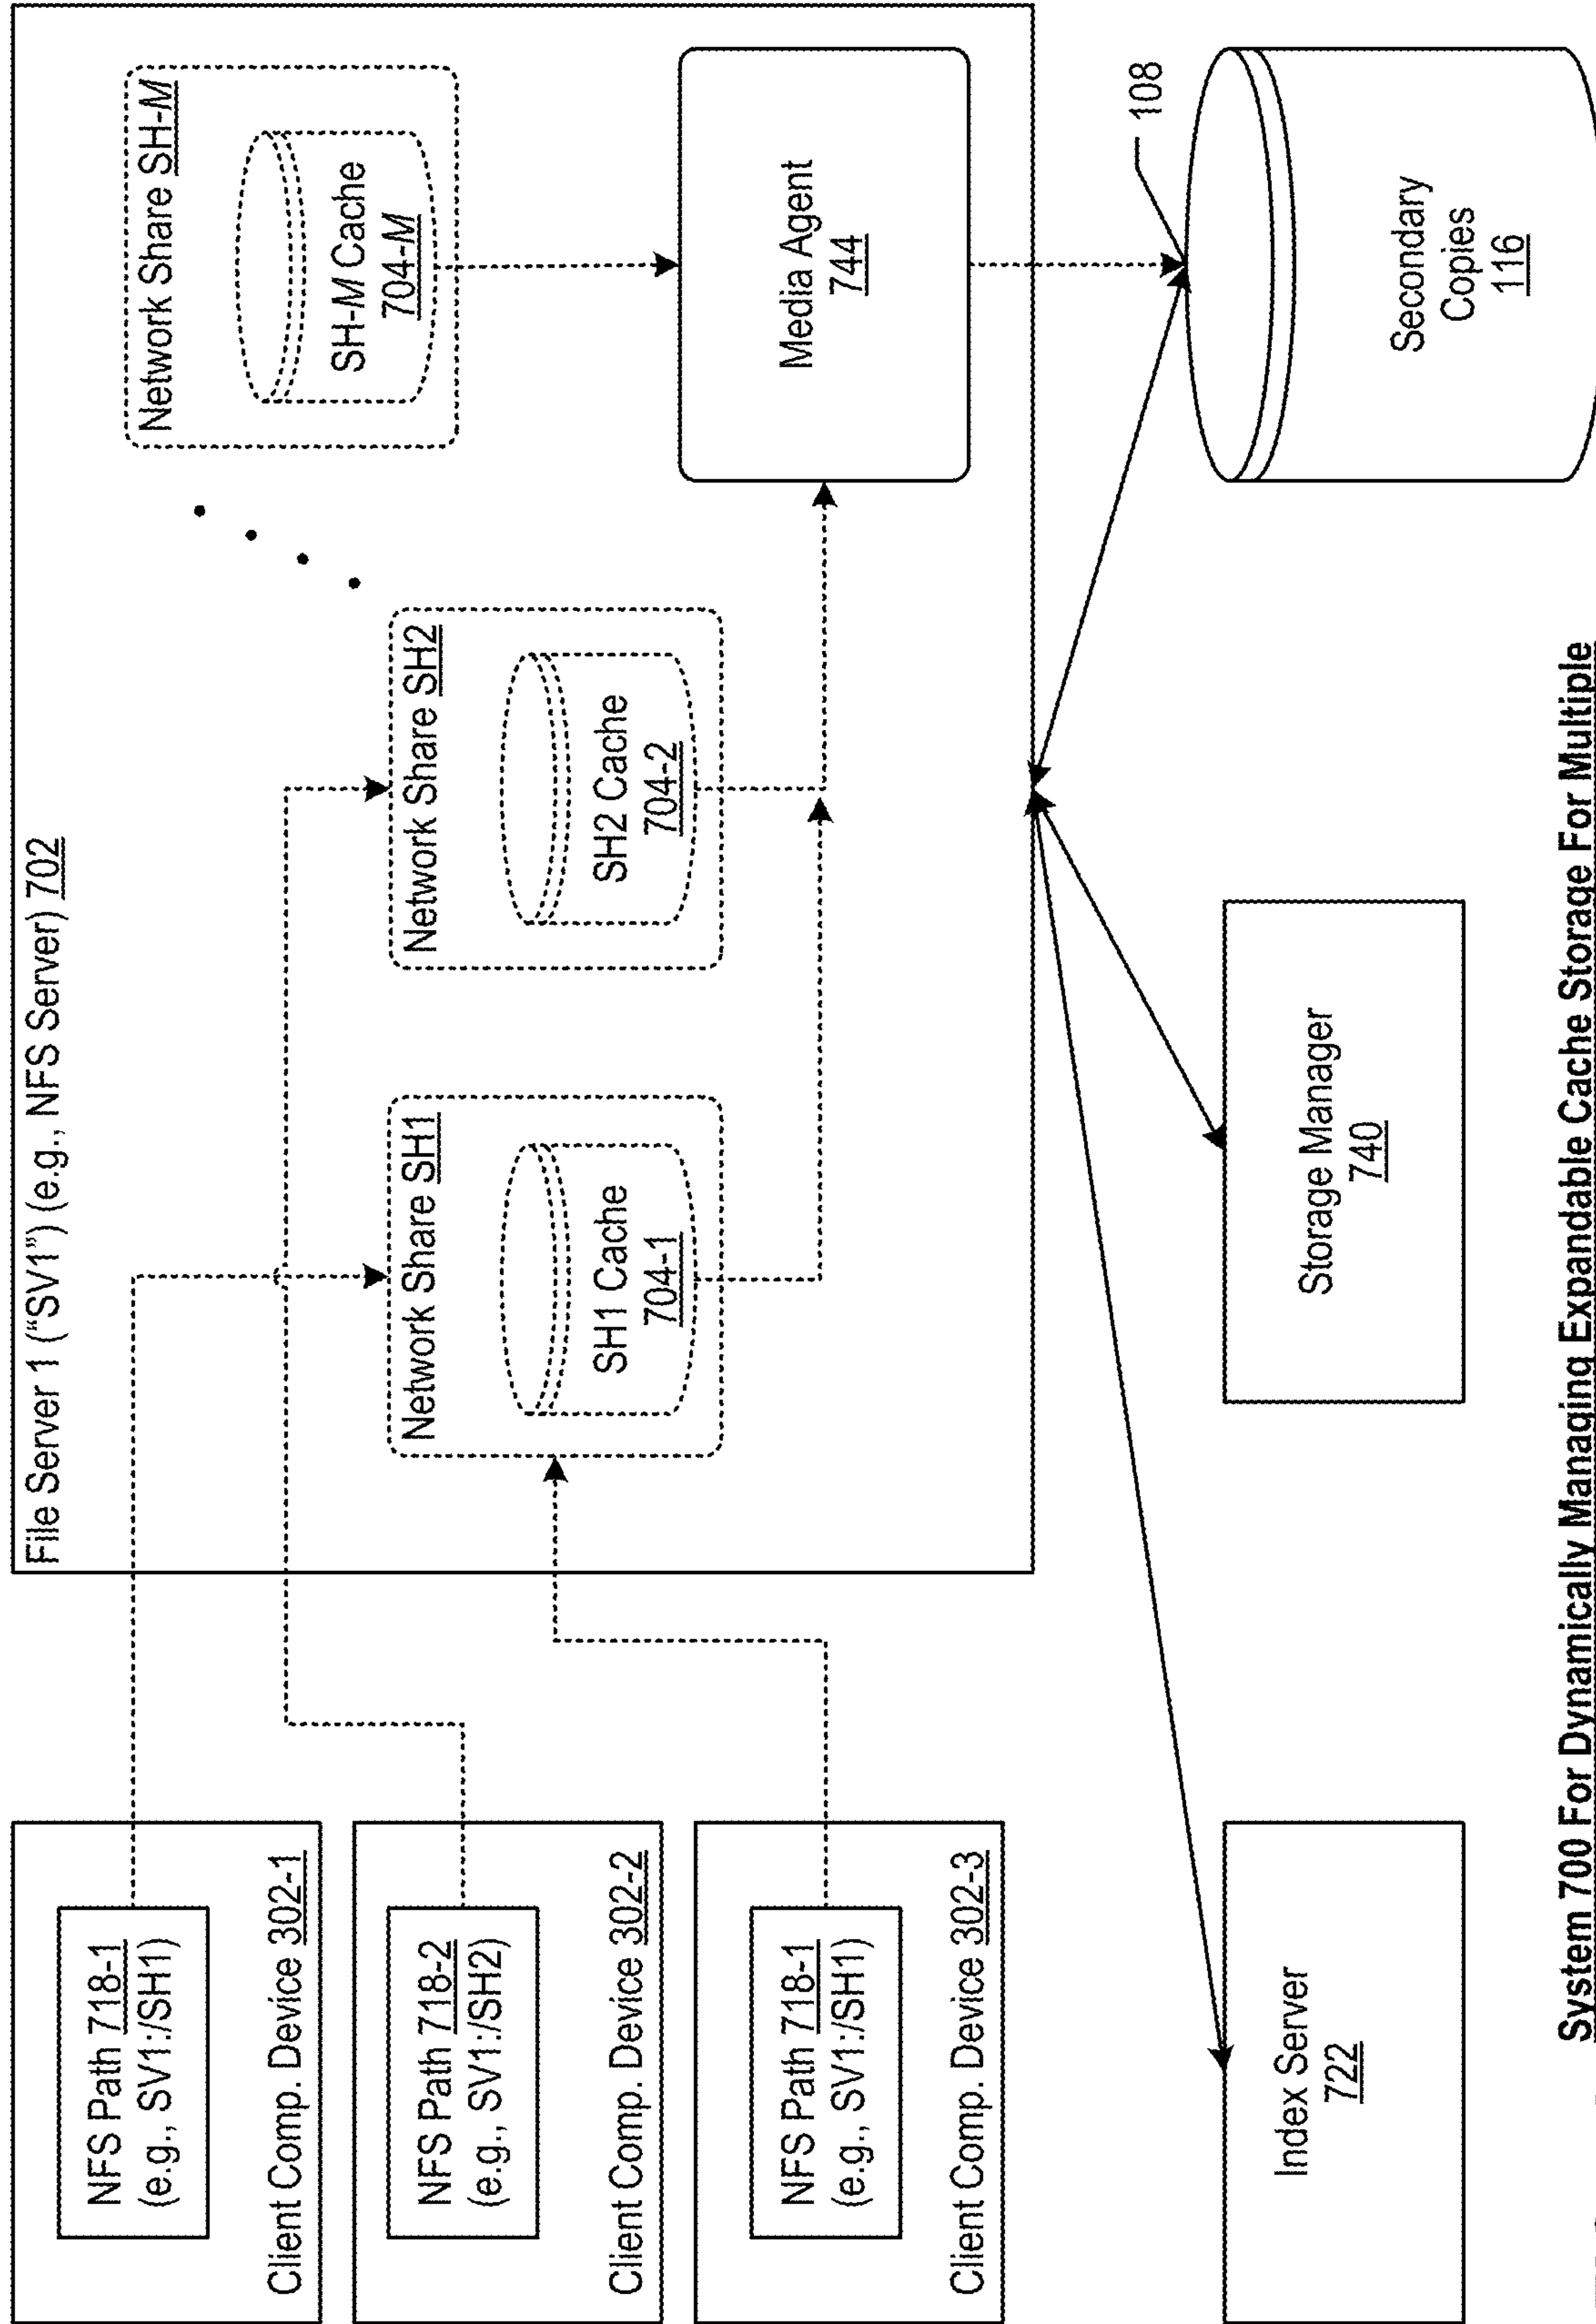 File Server 1 (“SV1”) (e.g., NFS Server) 702
NFS Path 718-1
(e.g., SV1:/SH1)
Client Comp. Device 302-1
NFS Path 718-2
(e.g., SV1:/SH2)
Client Comp. Device 302-2
NFS Path 718-1
(e.g., SV1:/SH1)
Client Comp. Device 302-3
Network Share SH1
SH1 Cache
704-1
Network Share SH2
SH2 Cache
704-2
Network Share SH-M
SH-M Cache
704-M
Media Agent
744
108
Index Server
722
Storage Manager
740
Secondary
Copies
116
System 700 For Dynamically Managing Expandable Cache Storage For Multiple